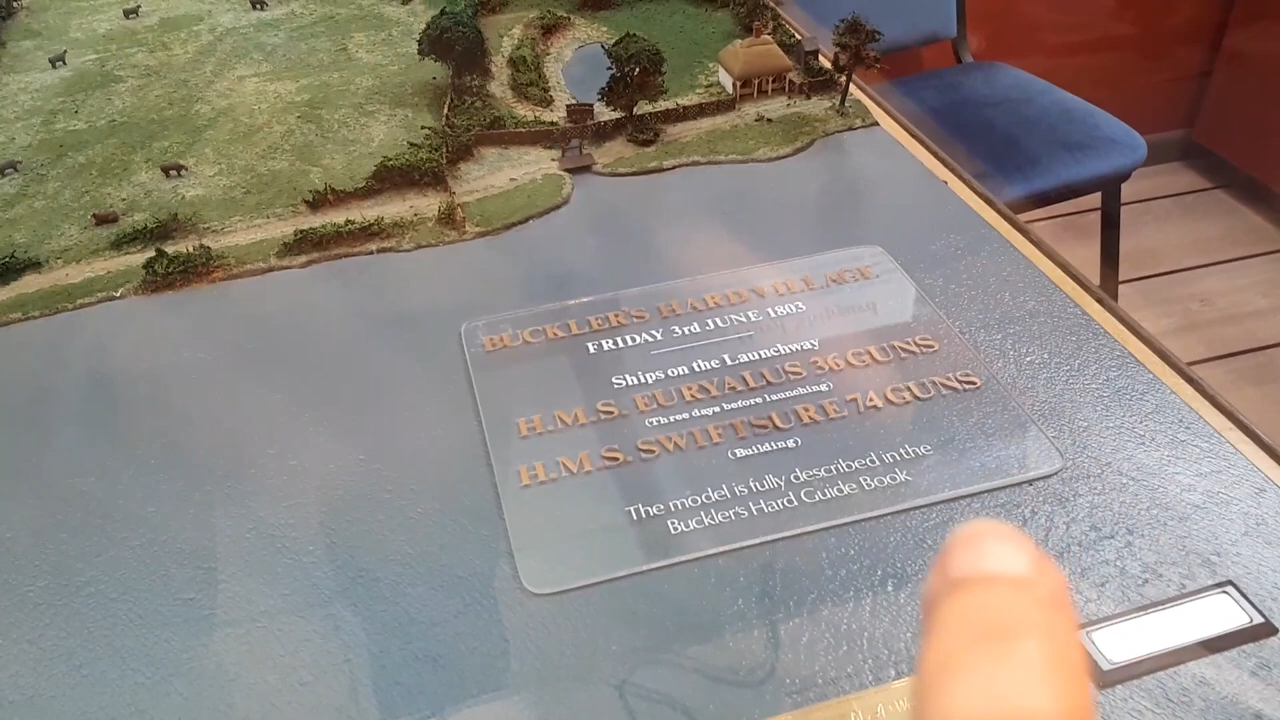 BUCKLER'S HARD VILLAGE
FRIDAY 3rd JUNE 1803
Ships on the Launchway
H.M.S. EURYALUS 36 GUNS
(Three days before launching)
H.M.S. SWIFTSURE 74 GUNS
(Building)
The model is fully described in the
Buckler's Hard Guide Book